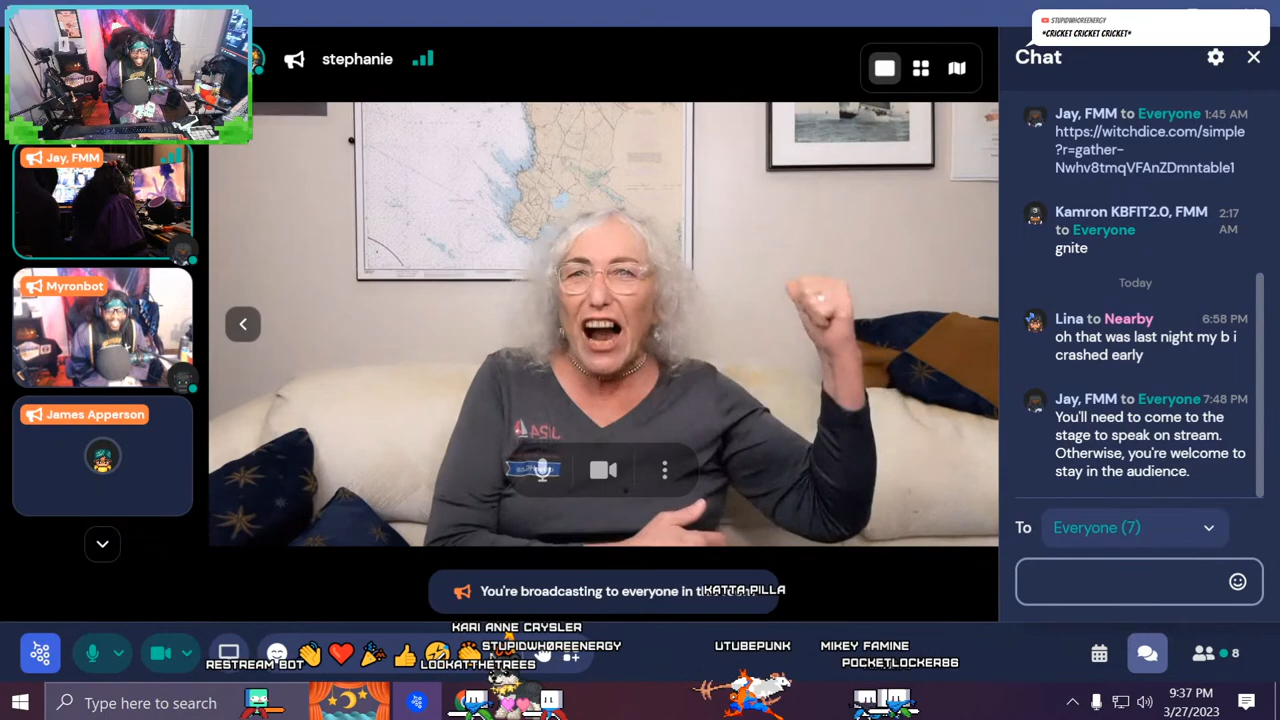 STUPIDWHOREENERGY
*CRICKET CRICKET CRICKET*
stephanie
Chat
Jay, FMM
Myronbot
James Apperson
Jay, FMM to Everyone 1:45 AM
https://witchdice.com/simple
?r=gather-
Nwhv8tmqVFAnZDmntable1
Kamron KBFIT2.0, FMM 2:17
to Everyone AM
gnite
Today
Lina to Nearby 6:58 PM
oh that was last night my b i
crashed early
Jay, FMM to Everyone 7:48 PM
You'll need to come to the
stage to speak on stream.
Otherwise, you're welcome to
stay in the audience.
To Everyone (7)
You're broadcasting to everyone in
KATTA PILLA
KARI ANNE CRYSLER
STUPIDWHOREENERGY
UTUBEPUNK
MIKEY FAMINE
RESTREAM BOT
LOOKATTHETREES
POCKETLOCKER86
8
Type here to search
9:37 PM
3/27/2023